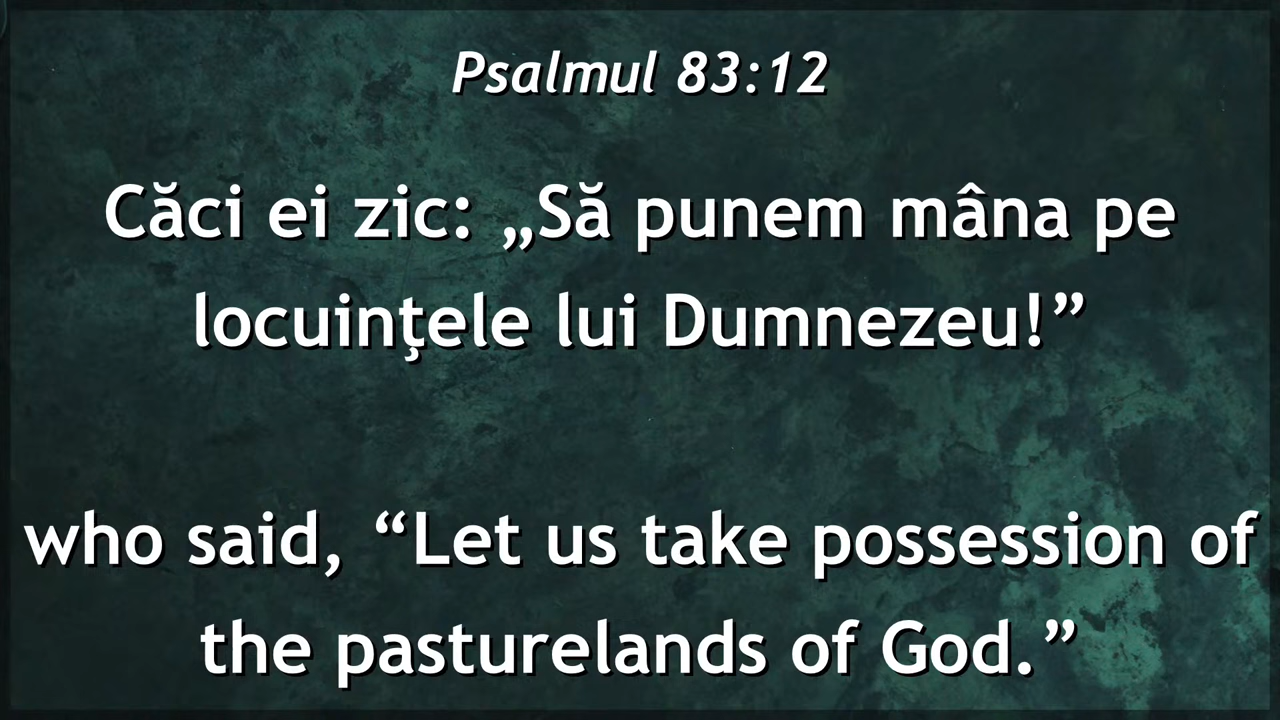 Psalmul 83:12
Căci ei zic: „Să punem mâna pe
locuinţele lui Dumnezeu!”
who said, “Let us take possession of
the pasturelands of God.”